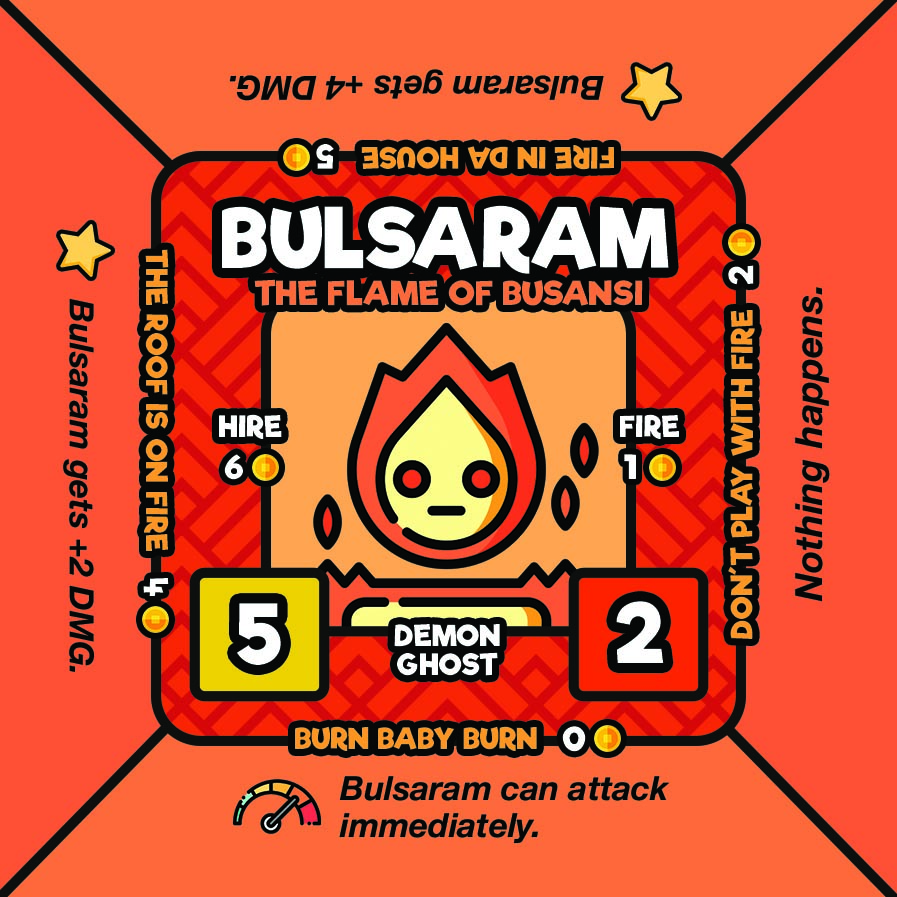 Bulsaram gets +4 DMG.
FIRE IN DA HOUSE 5
BULSARAM
THE FLAME OF BUSANSI
THE ROOF IS ON FIRE 4
Bulsaram gets +2 DMG.
HIRE
6
FIRE
1
DON'T PLAY WITH FIRE 2
Nothing happens.
5
DEMON
GHOST
2
BURN BABY BURN 0
Bulsaram can attack
immediately.